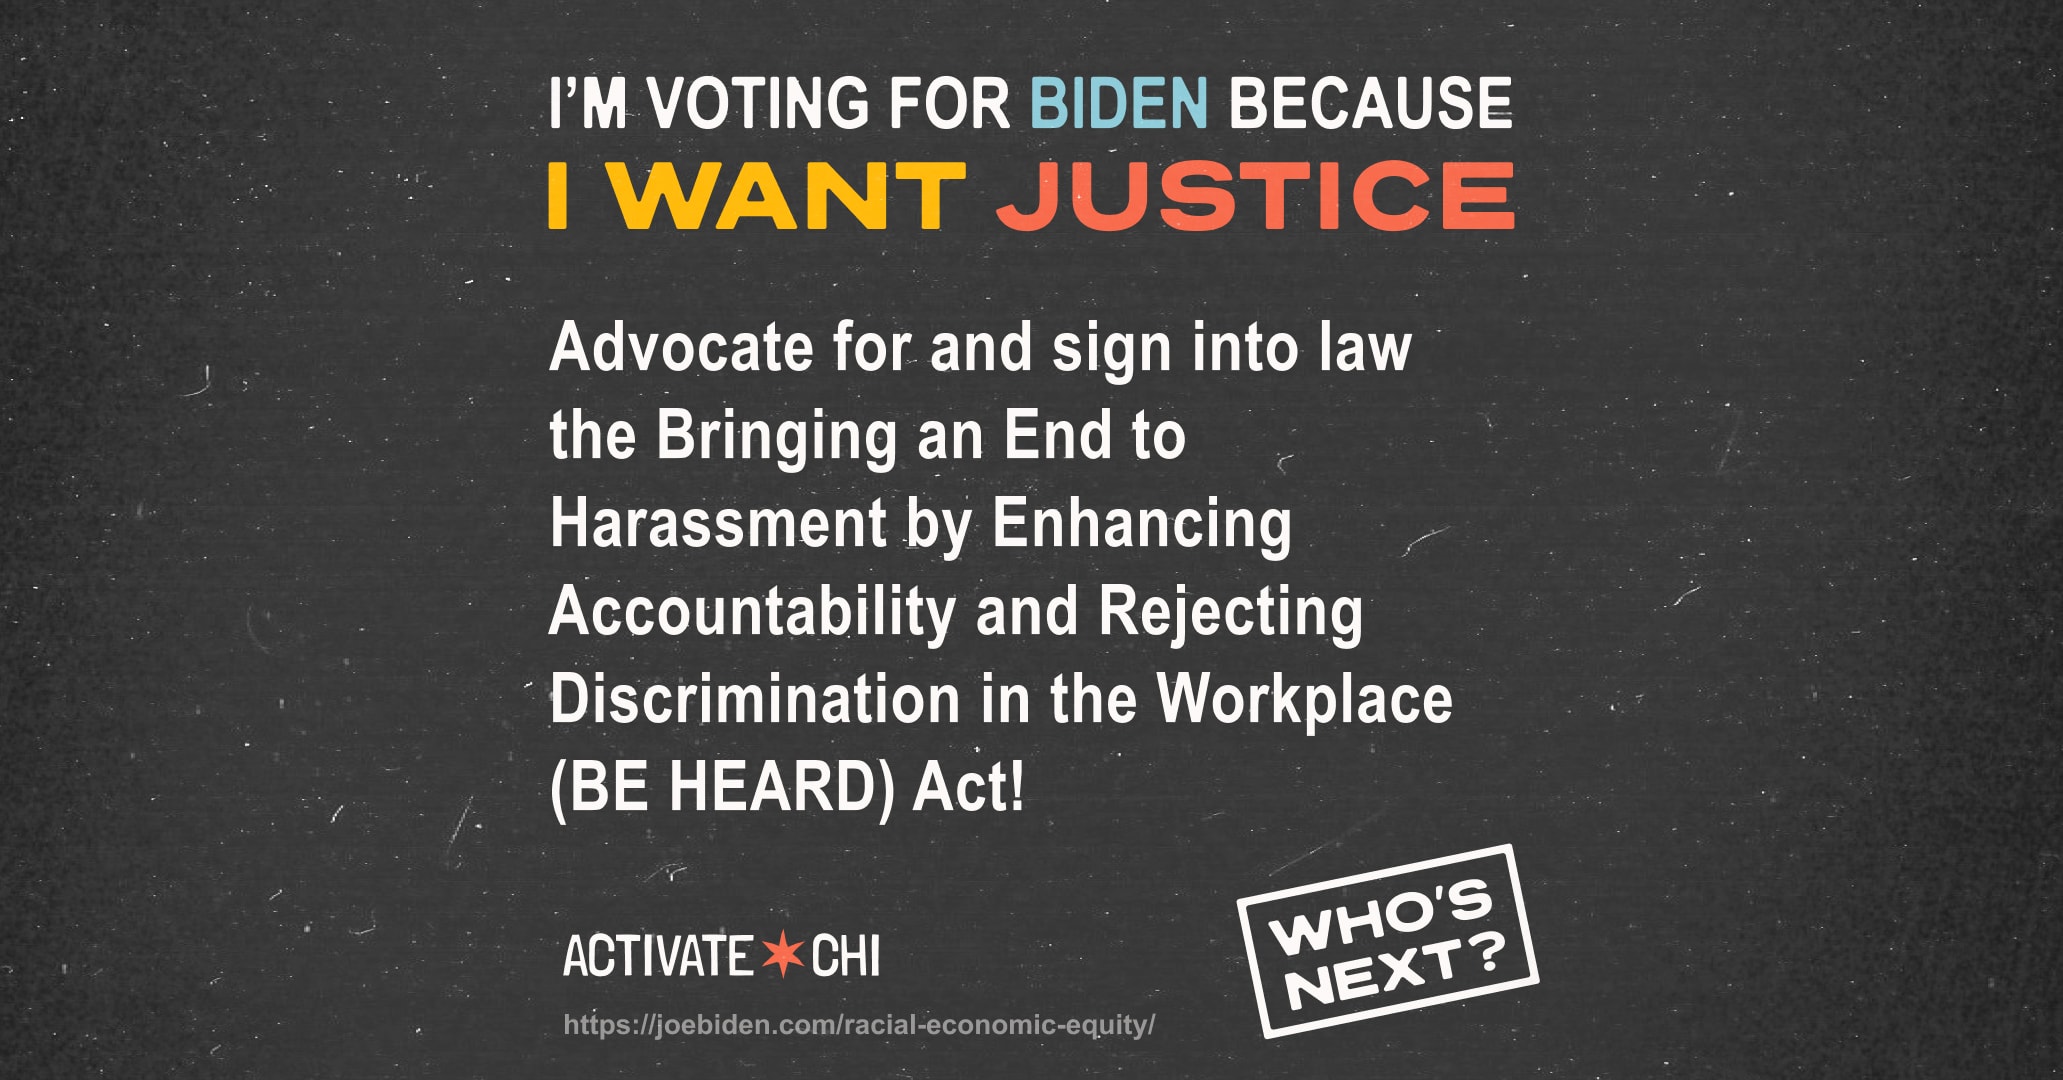 I'M VOTING FOR BIDEN BECAUSE
I WANT JUSTICE
Advocate for and sign into law
the Bringing an End to
Harassment by Enhancing
Accountability and Rejecting
Discrimination in the Workplace
(BE HEARD) Act!
ACTIVATE CHI
https://joebiden.com/racial-economic-equity/
WHO'S
NEXT?